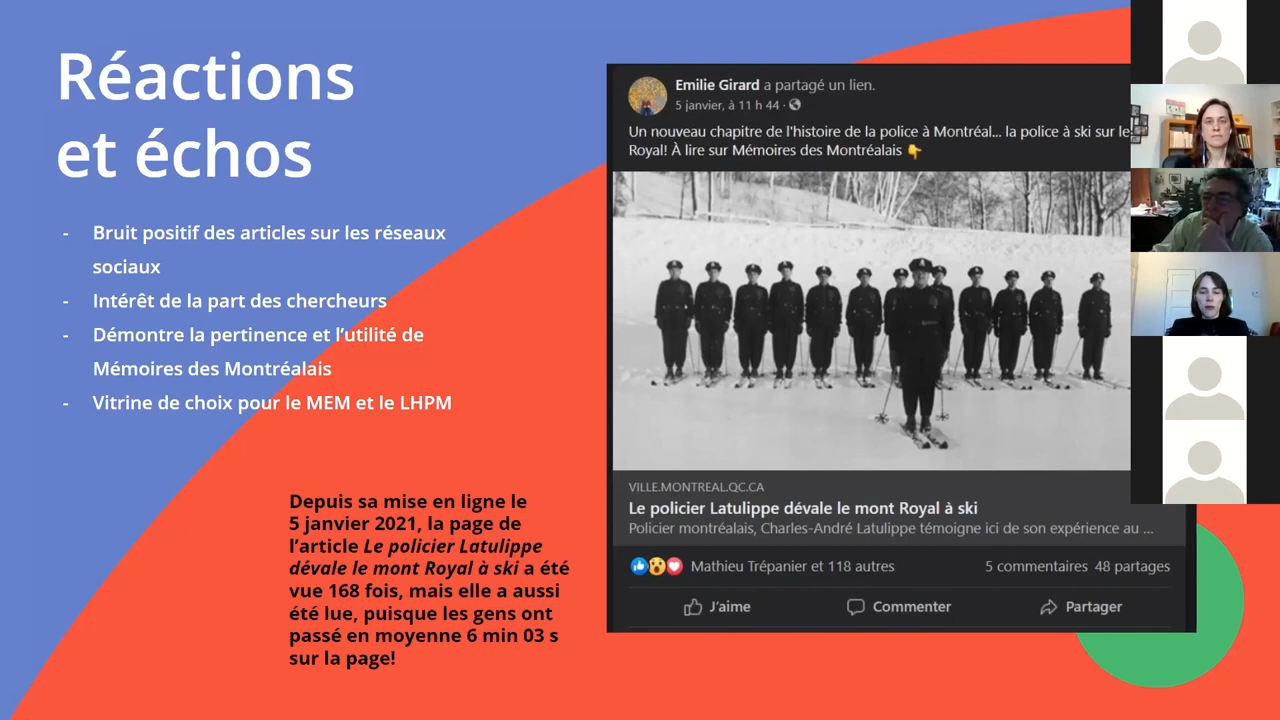 Réactions
et échos
- Bruit positif des articles sur les réseaux
sociaux
- Intérêt de la part des chercheurs
- Démontre la pertinence et l’utilité de
Mémoires des Montréalais
- Vitrine de choix pour le MEM et le LHPM
Depuis sa mise en ligne le
5 janvier 2021, la page de
l’article Le policier Latulippe
dévale le mont Royal à ski a été
vue 168 fois, mais elle a aussi
été lue, puisque les gens ont
passé en moyenne 6 min 03 s
sur la page!
Emilie Girard a partagé un lien.
5 janvier, à 11 h 44 ·
Un nouveau chapitre de l'histoire de la police à Montréal... la police à ski sur le
Royal! À lire sur Mémoires des Montréalais 👇
VILLE.MONTREAL.QC.CA
Le policier Latulippe dévale le mont Royal à ski
Policier montréalais, Charles-André Latulippe témoigne ici de son expérience au ...
Mathieu Trépanier et 118 autres 5 commentaires 48 partages
J’aime Commenter Partager